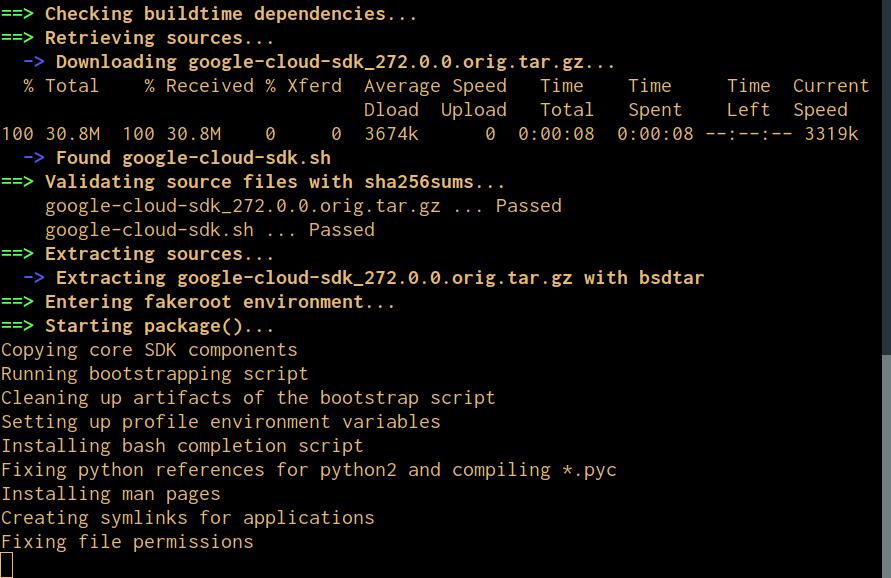 ==> Checking buildtime dependencies...
==> Retrieving sources...
  -> Downloading google-cloud-sdk_272.0.0.orig.tar.gz...
  % Total    % Received % Xferd  Average Speed   Time    Time     Time  Current
                                 Dload  Upload   Total   Spent    Left  Speed
100 30.8M  100 30.8M    0     0  3674k      0  0:00:08  0:00:08 --:--:-- 3319k
  -> Found google-cloud-sdk.sh
==> Validating source files with sha256sums...
    google-cloud-sdk_272.0.0.orig.tar.gz ... Passed
    google-cloud-sdk.sh ... Passed
==> Extracting sources...
  -> Extracting google-cloud-sdk_272.0.0.orig.tar.gz with bsdtar
==> Entering fakeroot environment...
==> Starting package()...
Copying core SDK components
Running bootstrapping script
Cleaning up artifacts of the bootstrap script
Setting up profile environment variables
Installing bash completion script
Fixing python references for python2 and compiling *.pyc
Installing man pages
Creating symlinks for applications
Fixing file permissions